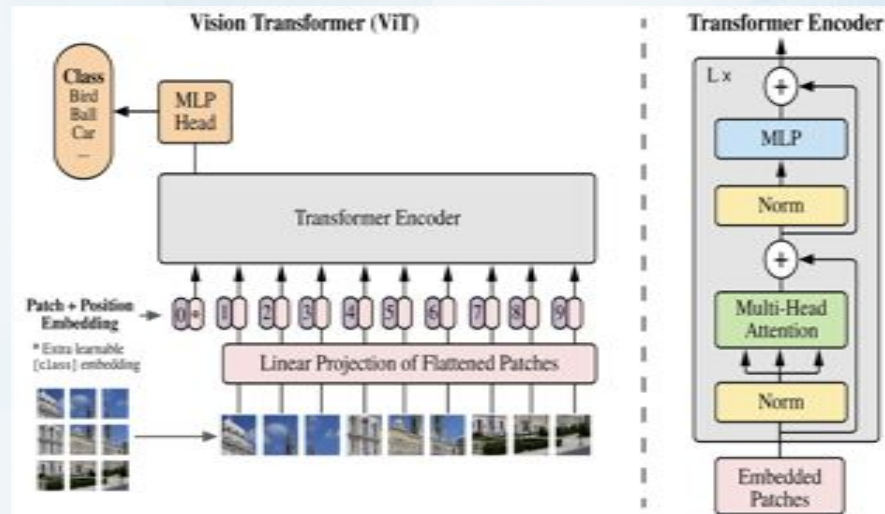 Vision Transformer (ViT)
Class
Bird
Ball
Car
...
MLP
Head
Transformer Encoder
Patch + Position
Embedding
0 * 1 2 3 4 5 6 7 8 9
* Extra learnable
[class] embedding
Linear Projection of Flattened Patches
Transformer Encoder
L ×
+
MLP
Norm
+
Multi-Head
Attention
Norm
Embedded
Patches